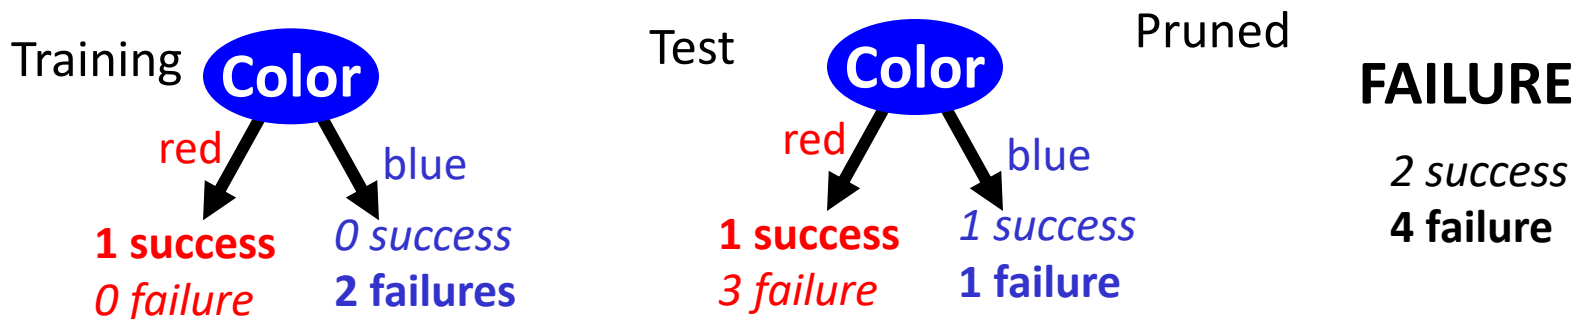 Training
Color
red
blue
1 success
0 failure
0 success
2 failures
Test
Color
red
blue
1 success
3 failure
1 success
1 failure
Pruned
FAILURE
2 success
4 failure